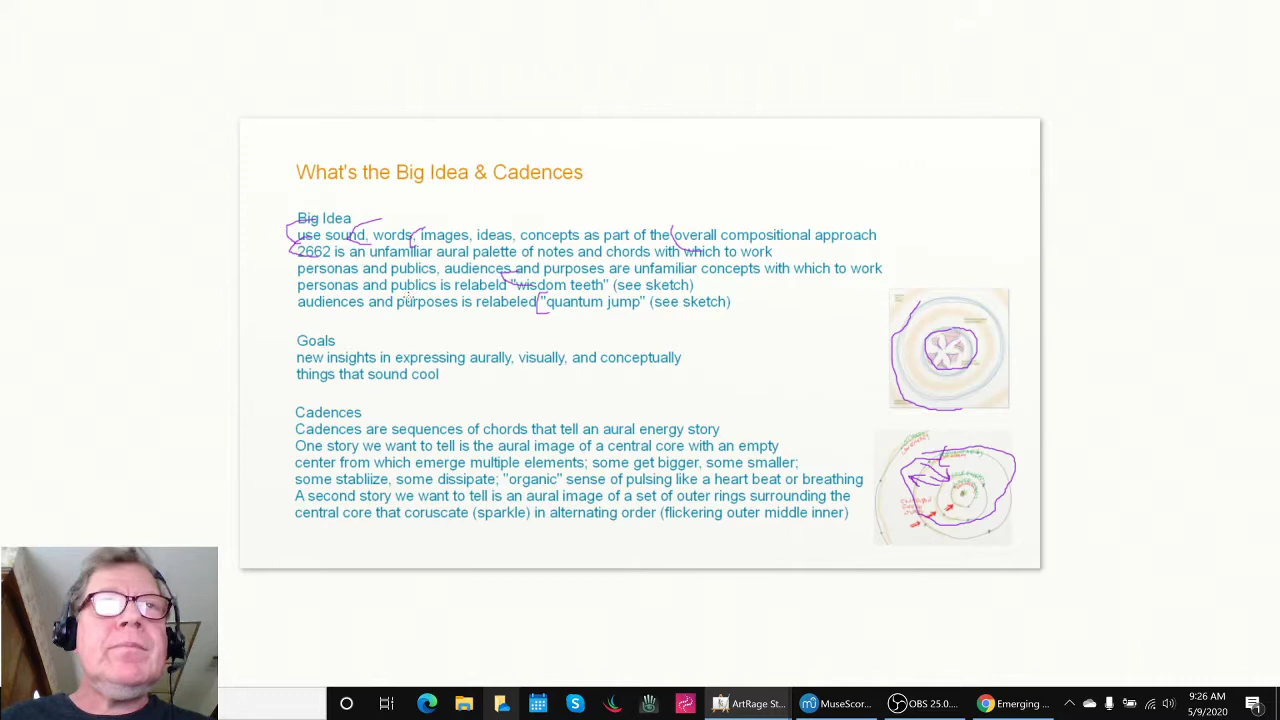 What's the Big Idea & Cadences
Big Idea
use sound, words, images, ideas, concepts as part of the overall compositional approach
2662 is an unfamiliar aural palette of notes and chords with which to work
personas and publics, audiences and purposes are unfamiliar concepts with which to work
personas and publics is relabeld "wisdom teeth" (see sketch)
audiences and purposes is relabeled "quantum jump" (see sketch)
Goals
new insights in expressing aurally, visually, and conceptually
things that sound cool
Cadences
Cadences are sequences of chords that tell an aural energy story
One story we want to tell is the aural image of a central core with an empty
center from which emerge multiple elements; some get bigger, some smaller;
some stabliize, some dissipate; "organic" sense of pulsing like a heart beat or breathing
A second story we want to tell is an aural image of a set of outer rings surrounding the
central core that coruscate (sparkle) in alternating order (flickering outer middle inner)
ArtRage St...
MuseScor...
OBS 25.0....
Emerging ...
9:26 AM
5/9/2020